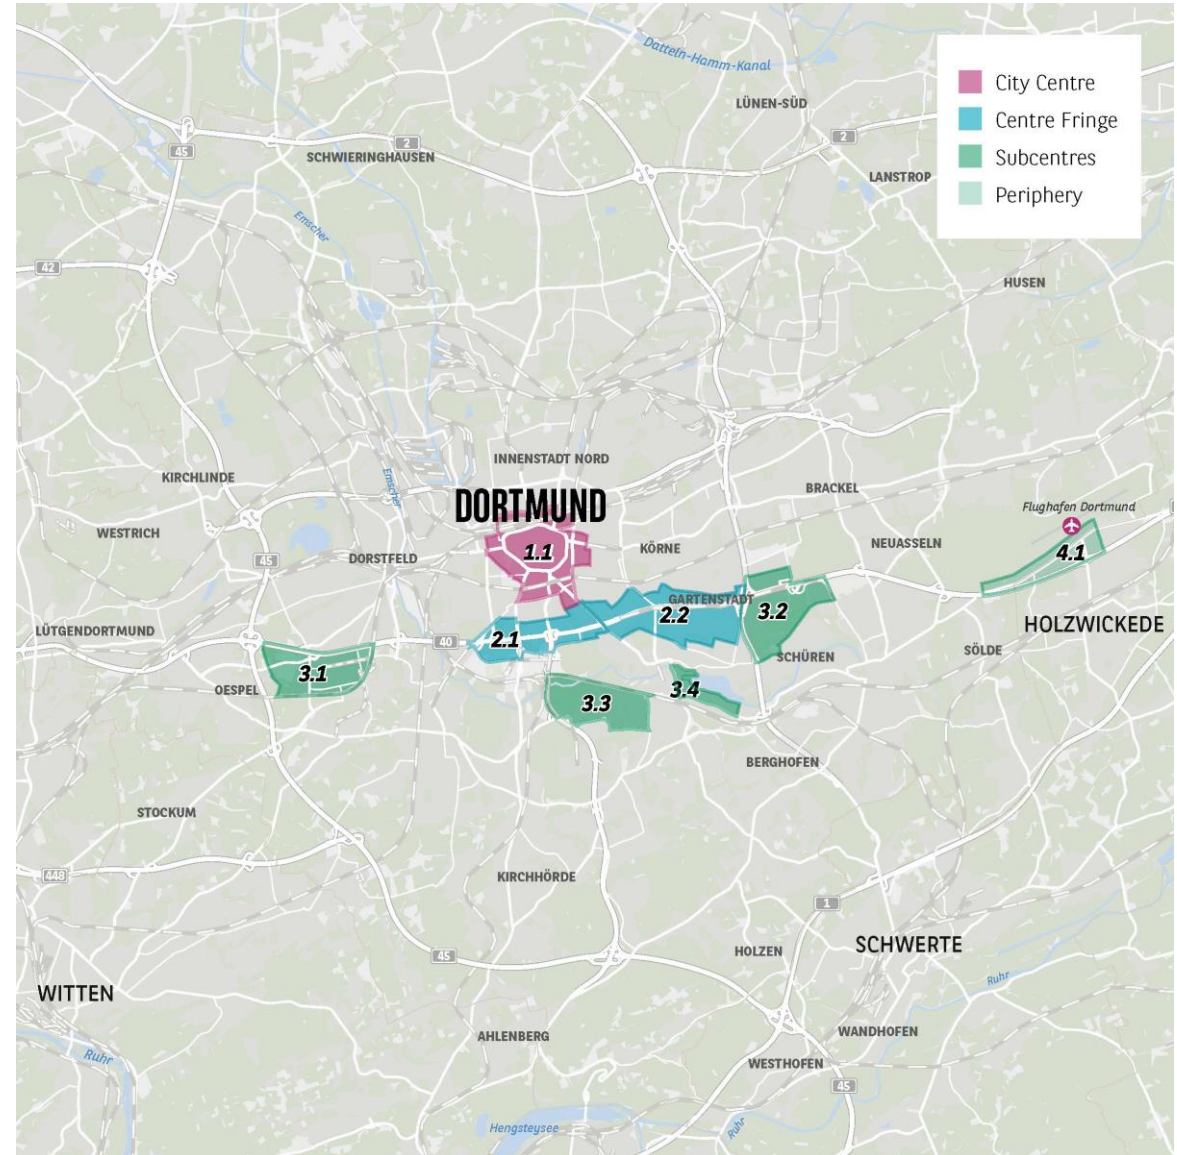 Datteln-Hamm-Kanal
LÜNEN-SÜD
City Centre
Centre Fringe
Subcentres
Periphery
2
2
45
SCHWIERINGHAUSEN
LANSTROP
Emscher
42
HUSEN
INNENSTADT NORD
KIRCHLINDE
Emscher
BRACKEL
DORTMUND
Flughafen Dortmund
WESTRICH
NEUASSELN
KÖRNE
1.1
4.1
DORSTFELD
45
GARTENSTADT
3.2
2.2
HOLZWICKEDE
LÜTGENDORTMUND
40
2.1
SÖLDE
SCHÜREN
3.1
OESPEL
3.4
3.3
BERGHOFEN
STOCKUM
448
KIRCHHÖRDE
1
SCHWERTE
HOLZEN
45
Ruhr
WITTEN
WANDHOFEN
AHLENBERG
Ruhr
WESTHOFEN
45
Hengsteysee
Ruhr